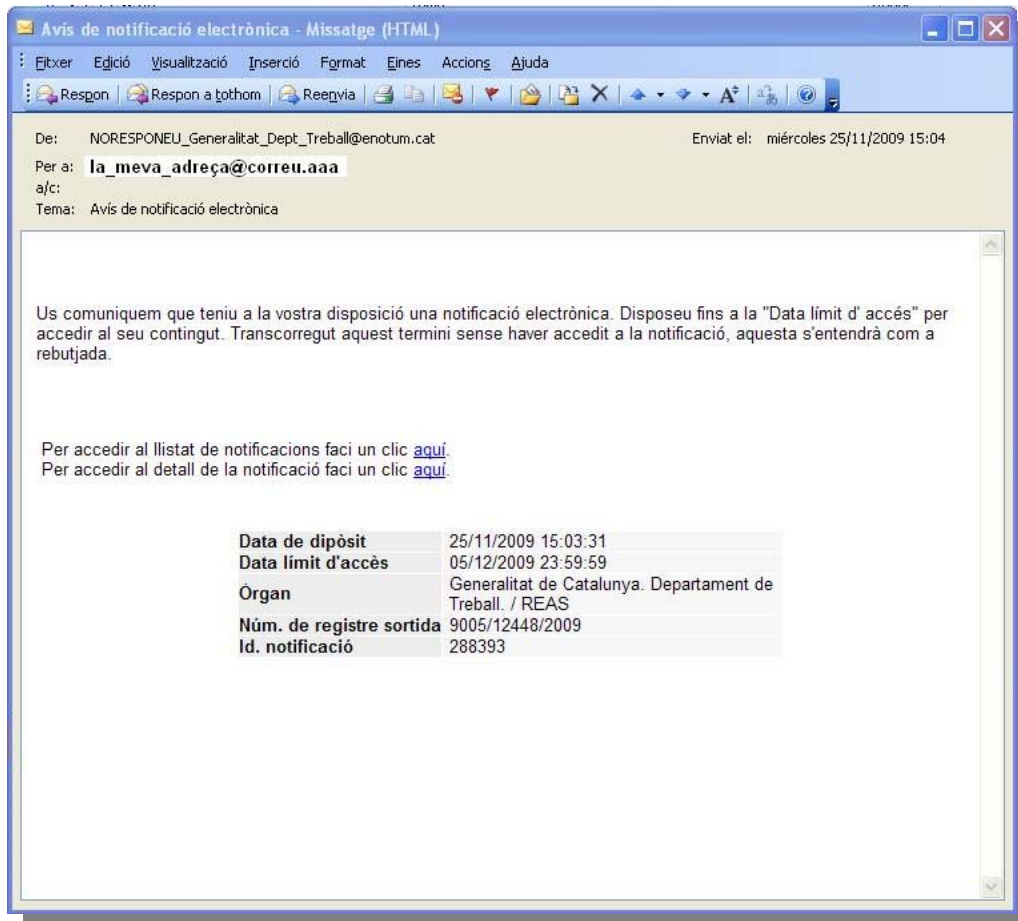 Avís de notificació electrònica - Missatge (HTML)
Fitxer Edició Visualització Inserció Format Eines Accions Ajuda
Respon Respon a tothom Reenvia
De: NORESPONEU_Generalitat_Dept_Treball@enotum.cat Enviat el: miércoles 25/11/2009 15:04
Per a: la_meva_adreça@correu.aaa
a/c:
Tema: Avís de notificació electrònica
Us comuniquem que teniu a la vostra disposició una notificació electrònica. Disposeu fins a la "Data límit d' accés" per
accedir al seu contingut. Transcorregut aquest termini sense haver accedit a la notificació, aquesta s'entendrà com a
rebutjada.
Per accedir al llistat de notificacions faci un clic aquí.
Per accedir al detall de la notificació faci un clic aquí.
Data de dipòsit 25/11/2009 15:03:31
Data límit d'accès 05/12/2009 23:59:59
Òrgan Generalitat de Catalunya. Departament de
Treball. / REAS
Núm. de registre sortida 9005/12448/2009
Id. notificació 288393